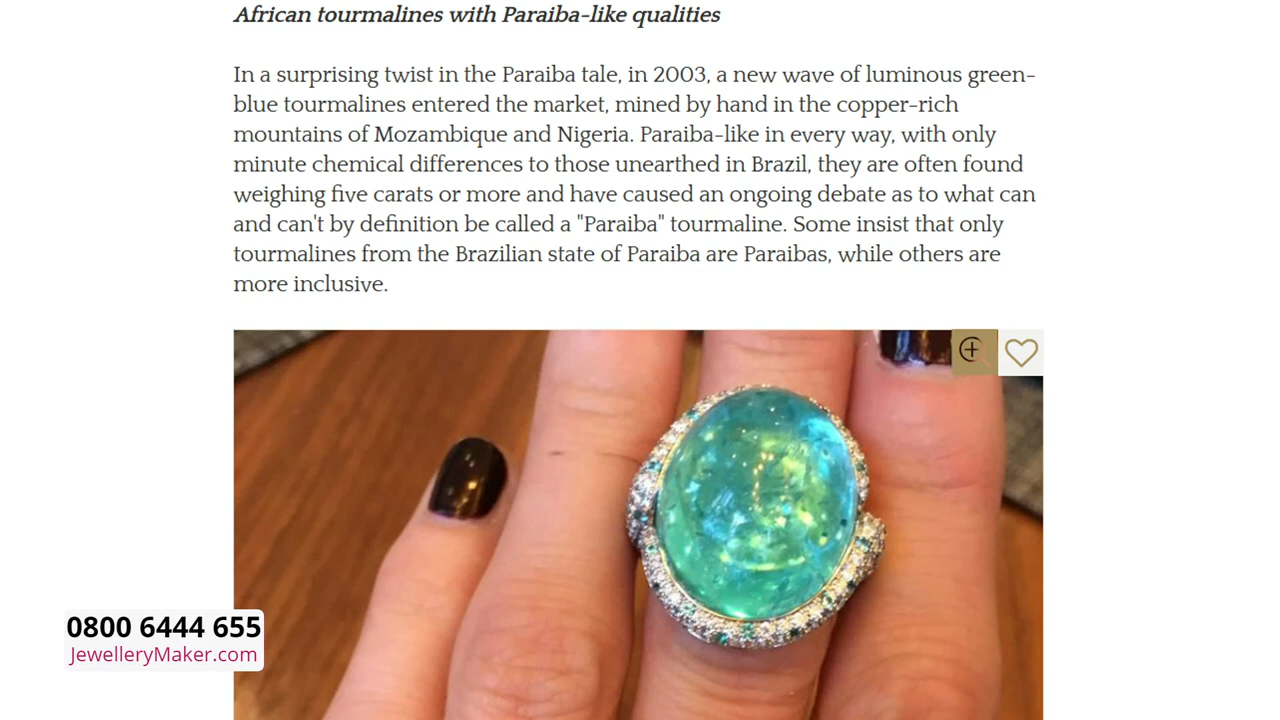 African tourmalines with Paraiba-like qualities
In a surprising twist in the Paraiba tale, in 2003, a new wave of luminous green-
blue tourmalines entered the market, mined by hand in the copper-rich
mountains of Mozambique and Nigeria. Paraiba-like in every way, with only
minute chemical differences to those unearthed in Brazil, they are often found
weighing five carats or more and have caused an ongoing debate as to what can
and can't by definition be called a "Paraiba" tourmaline. Some insist that only
tourmalines from the Brazilian state of Paraiba are Paraibas, while others are
more inclusive.
0800 6444 655
JewelleryMaker.com